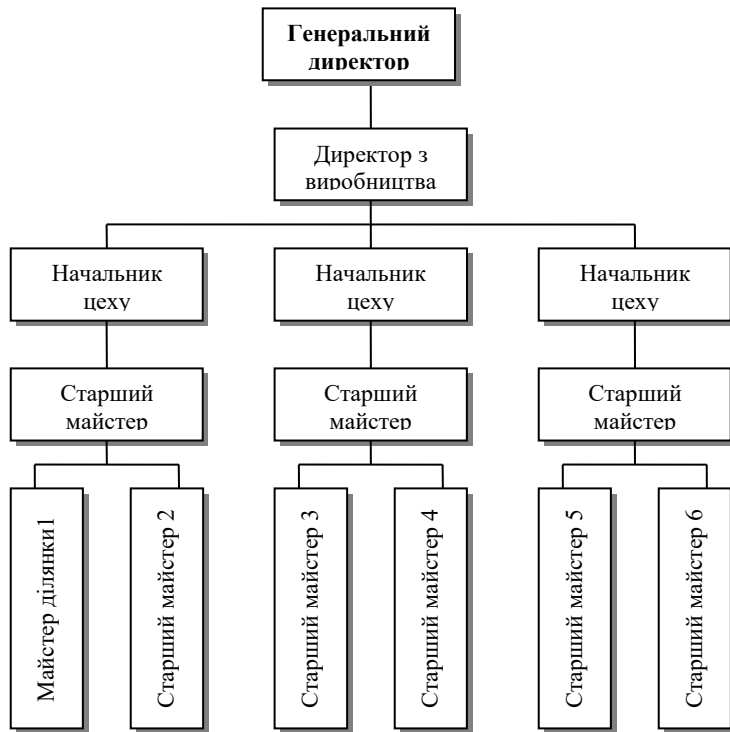 Генеральний
директор
Директор з
виробництва
Начальник
цеху
Начальник
цеху
Начальник
цеху
Старший
майстер
Старший
майстер
Старший
майстер
Майстер ділянки1
Старший майстер 2
Старший майстер 3
Старший майстер 4
Старший майстер 5
Старший майстер 6